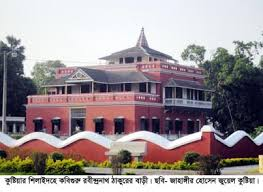 কুষ্টিয়ার শিলাইদহে কবিগুরু রবীন্দ্রনাথ ঠাকুরের বাড়ী। ছবি- জাহাঙ্গীর হোসেন জুয়েল কুষ্টিয়া।